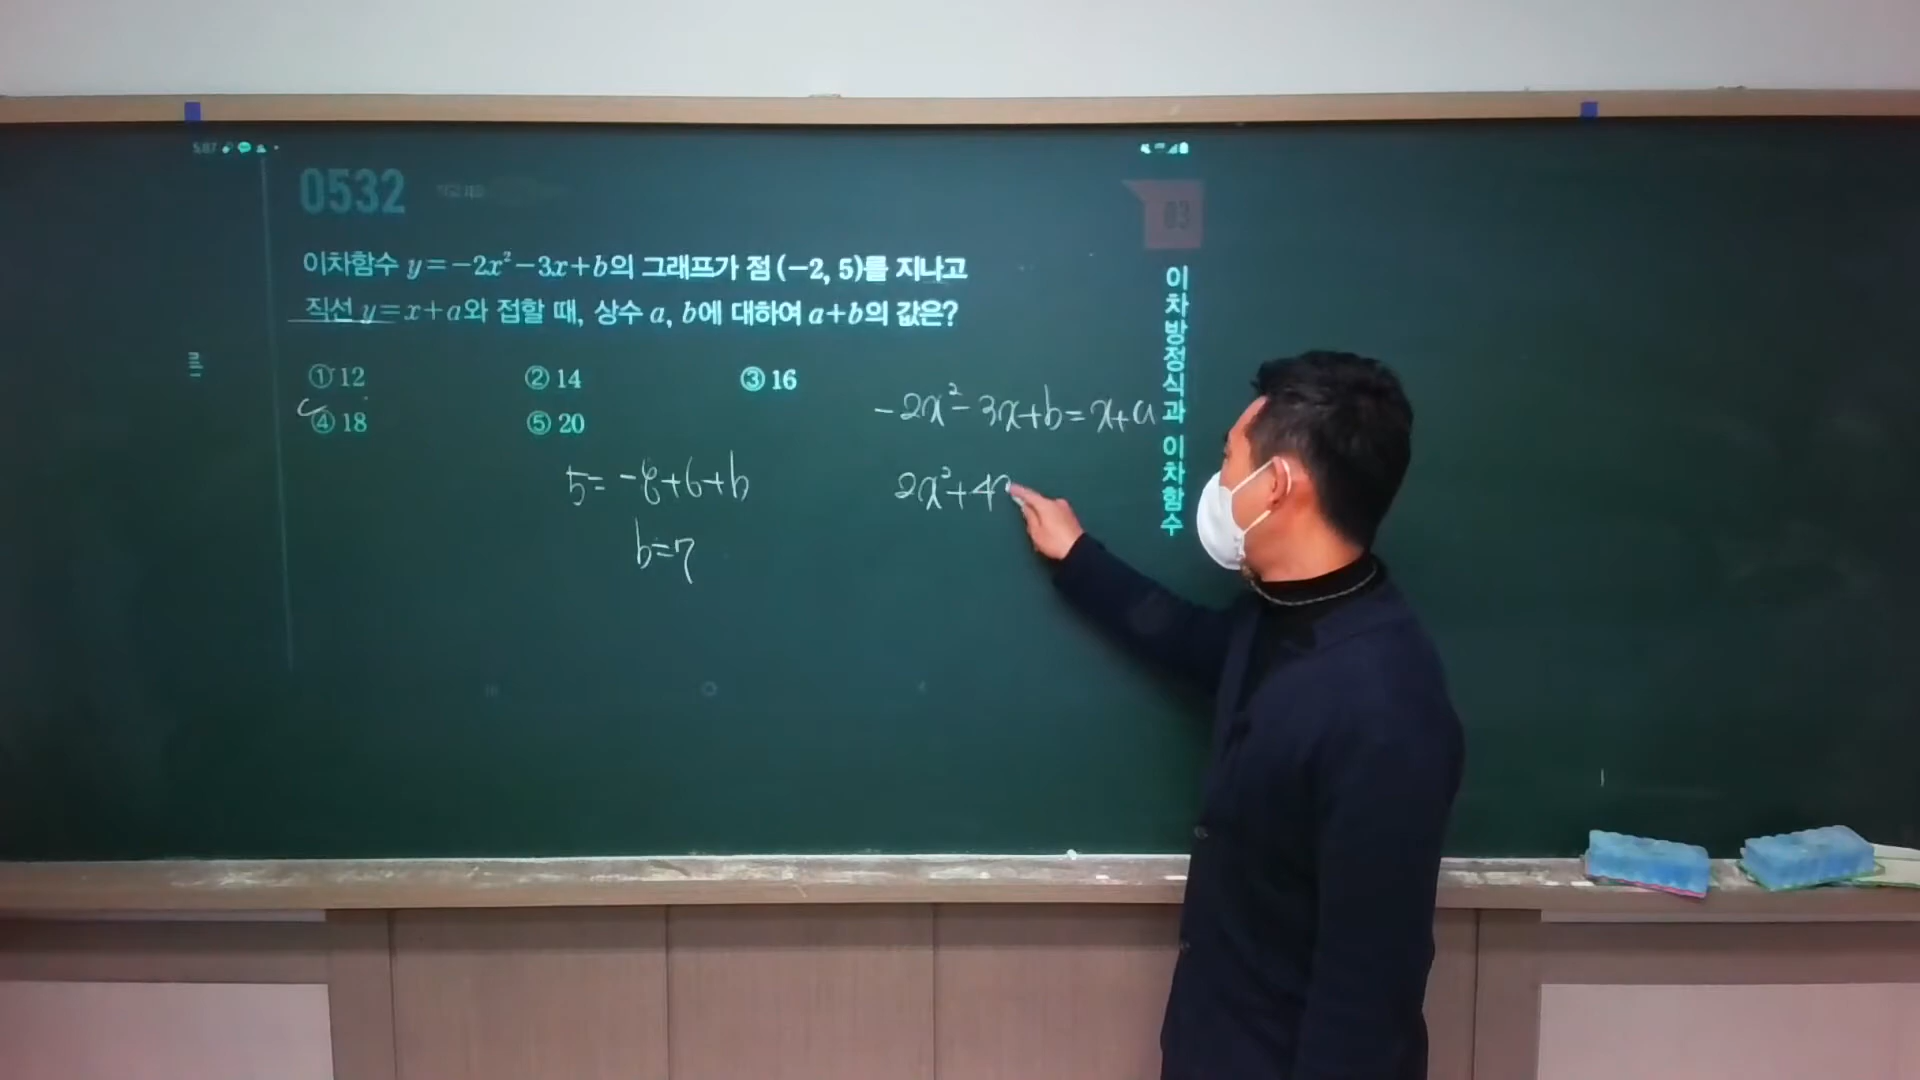 0532
03
이차함수 y=-2x²-3x+b의 그래프가 점 (-2, 5)를 지나고
직선 y=x+a와 접할 때, 상수 a, b에 대하여 a+b의 값은?
① 12 ② 14 ③ 16
④ 18 ⑤ 20
이차방정식과 이차함수
5=-8+6+b
b=7
-2x²-3x+b=x+a
2x²+4